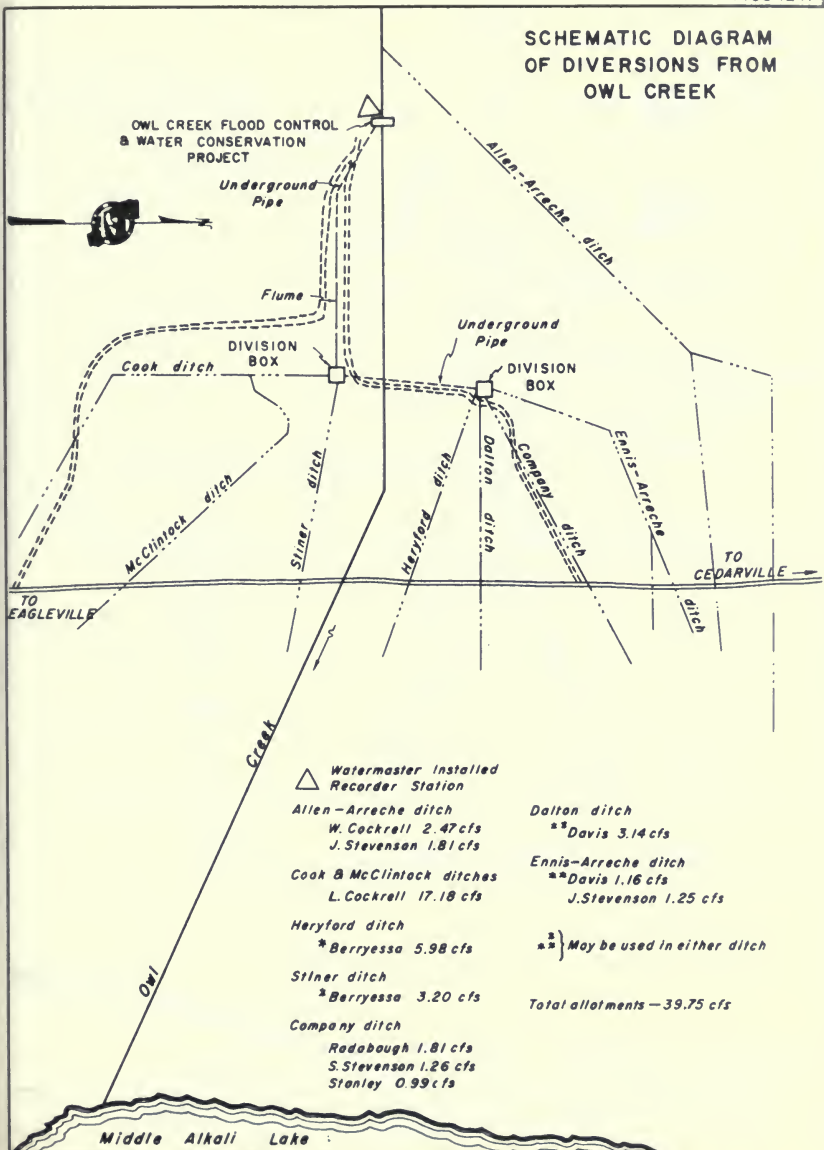 SCHEMATIC DIAGRAM
OF DIVERSIONS FROM
OWL CREEK
OWL CREEK FLOOD CONTROL
& WATER CONSERVATION
PROJECT
Underground
Pipe
Allen-Arreche ditch
Flume
Underground
Pipe
DIVISION
BOX
DIVISION
BOX
Cook ditch
McClintock ditch
Stiner ditch
Heryford ditch
Dalton ditch
Company ditch
Ennis-Arreche ditch
TO
CEDARVILLE
TO
EAGLEVILLE
Owl Creek
Watermaster Installed
Recorder Station
Allen-Arreche ditch
W. Cockrell 2.47 cfs
J. Stevenson 1.81 cfs
Cook & McClintock ditches
L. Cockrell 17.18 cfs
Heryford ditch
*Berryessa 5.98 cfs
Stiner ditch
*Berryessa 3.20 cfs
Company ditch
Radabough 1.81 cfs
S. Stevenson 1.26 cfs
Stanley 0.99 cfs
Dalton ditch
**Davis 3.14 cfs
Ennis-Arreche ditch
**Davis 1.16 cfs
J. Stevenson 1.25 cfs
*
**} May be used in either ditch
Total allotments — 39.75 cfs
Middle Alkali Lake